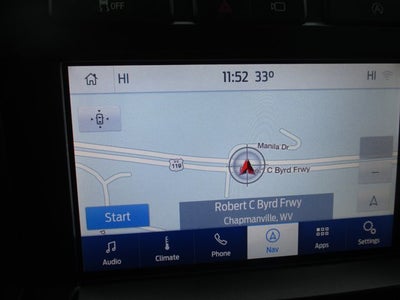 OFF
HI 11:52 33° HI
Manila Dr
119
C Byrd Frwy
Robert C Byrd Frwy
Chapmanville, WV
Start
Audio Climate Phone Nav Apps Settings